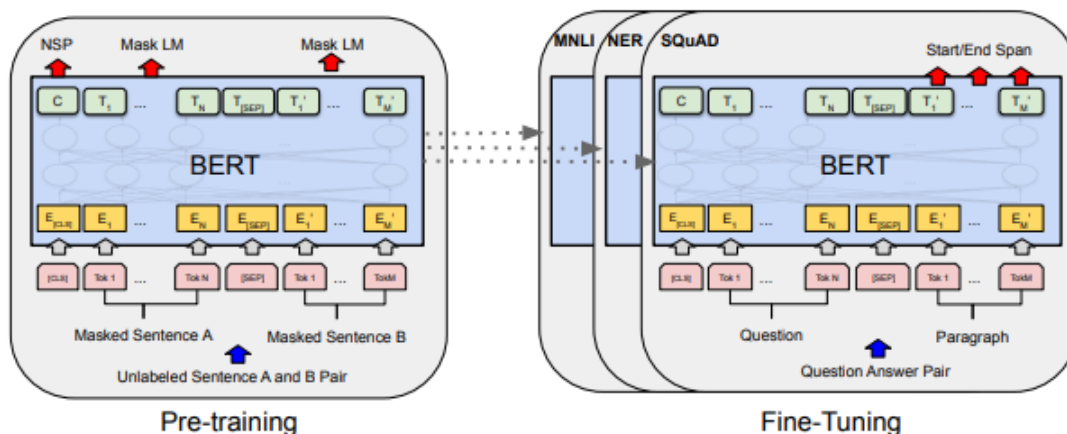 NSP Mask LM Mask LM
C T1 ... TN T[SEP] T1' ... TM'
BERT
E[CLS] E1 ... EN E[SEP] E1' ... EM'
[CLS] Tok 1 ... Tok N [SEP] Tok 1 ... TokM
Masked Sentence A Masked Sentence B
Unlabeled Sentence A and B Pair
Pre-training
MNLI NER SQuAD
Start/End Span
C T1 ... TN T[SEP] T1' ... TM'
BERT
E[CLS] E1 ... EN E[SEP] E1' ... EM'
[CLS] Tok 1 ... Tok N [SEP] Tok 1 ... TokM
Question Paragraph
Question Answer Pair
Fine-Tuning